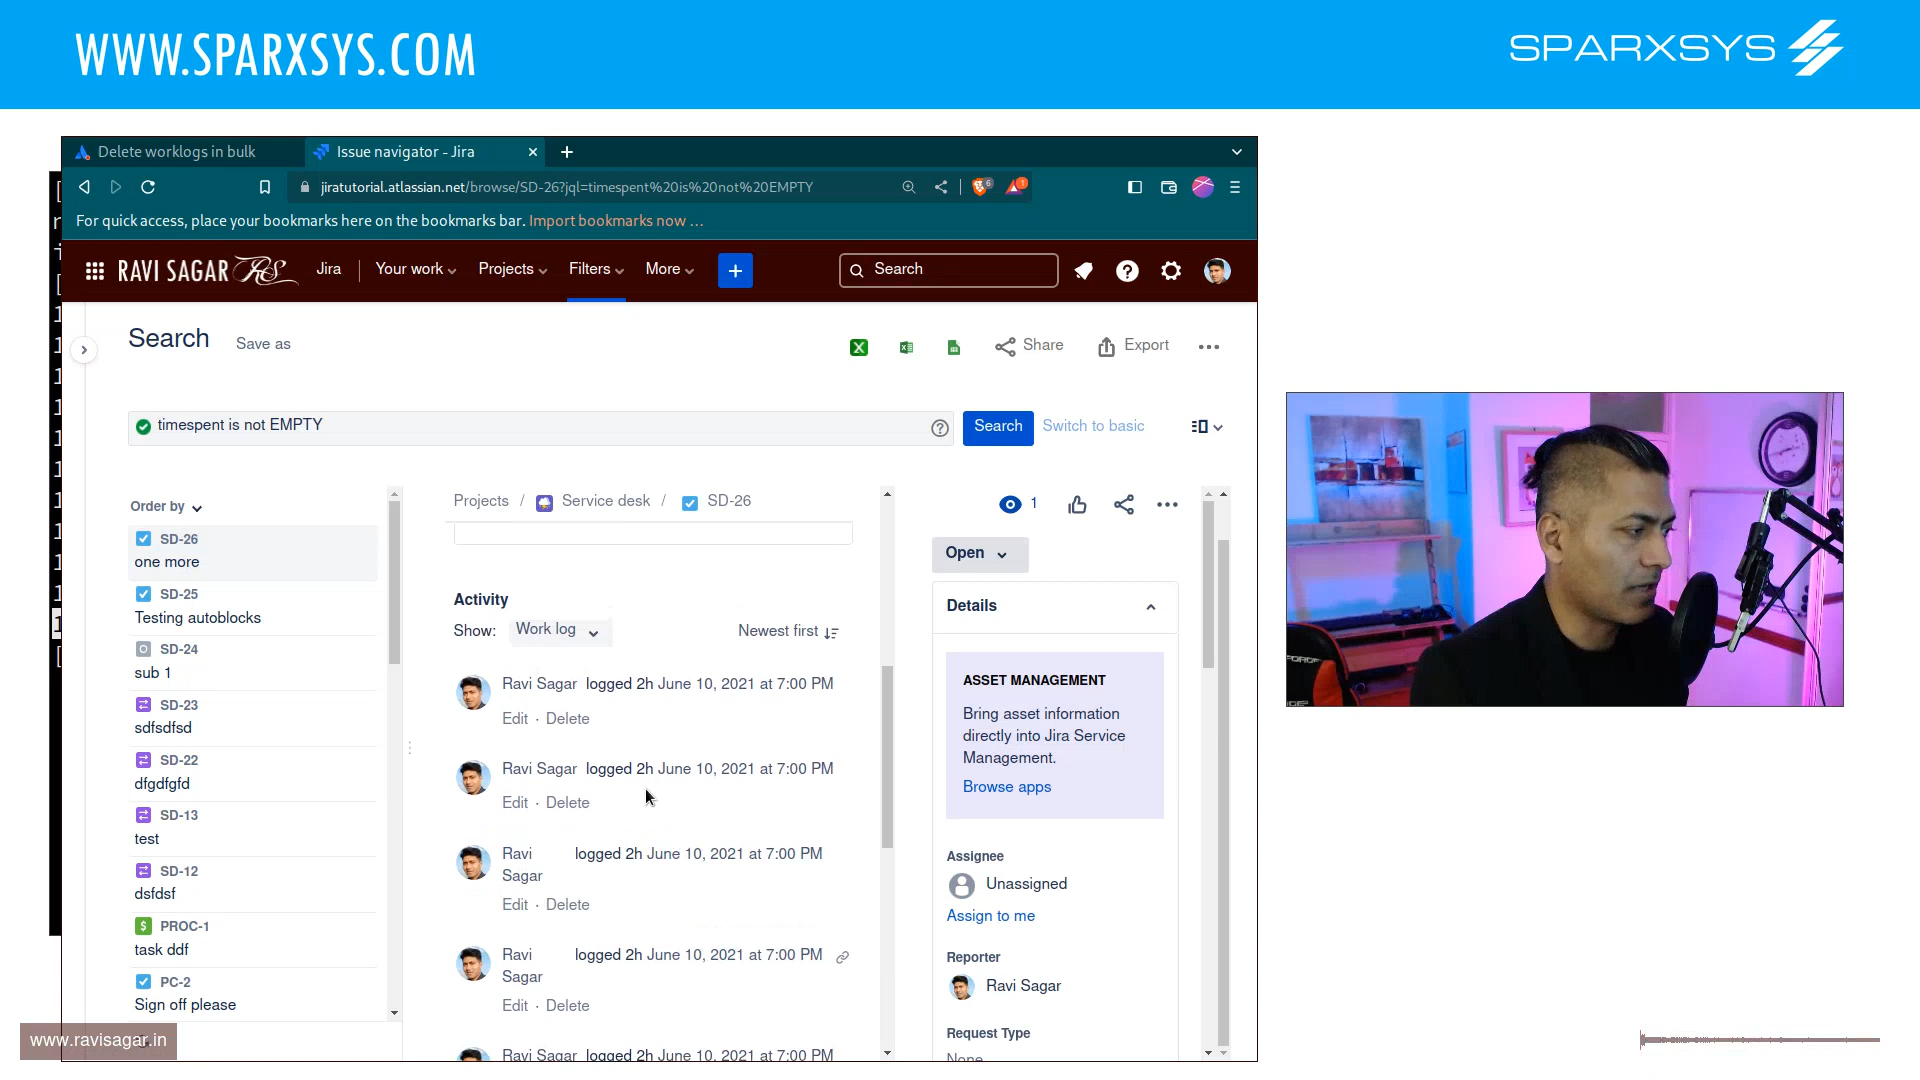 WWW.SPARXSYS.COM
SPARXSYS
Delete worklogs in bulk
Issue navigator - Jira
jiratutorial.atlassian.net/browse/SD-26?jql=timespent%20is%20not%20EMPTY
6
1
For quick access, place your bookmarks here on the bookmarks bar. Import bookmarks now ...
RAVI SAGAR RS
Jira
Your work
Projects
Filters
More
Search
Search
Save as
Share
Export
timespent is not EMPTY
Search
Switch to basic
Order by
SD-26
one more
SD-25
Testing autoblocks
SD-24
sub 1
SD-23
sdfsdfsd
SD-22
dfgdfgfd
SD-13
test
SD-12
dsfdsf
PROC-1
task ddf
PC-2
Sign off please
Projects / Service desk / SD-26
Activity
Show: Work log
Newest first
Ravi Sagar logged 2h June 10, 2021 at 7:00 PM
Edit · Delete
Ravi Sagar logged 2h June 10, 2021 at 7:00 PM
Edit · Delete
Ravi Sagar logged 2h June 10, 2021 at 7:00 PM
Edit · Delete
Ravi Sagar logged 2h June 10, 2021 at 7:00 PM
Edit · Delete
Ravi Sagar logged 2h June 10, 2021 at 7:00 PM
1
Open
Details
ASSET MANAGEMENT
Bring asset information
directly into Jira Service
Management.
Browse apps
Assignee
Unassigned
Assign to me
Reporter
Ravi Sagar
Request Type
None
www.ravisagar.in